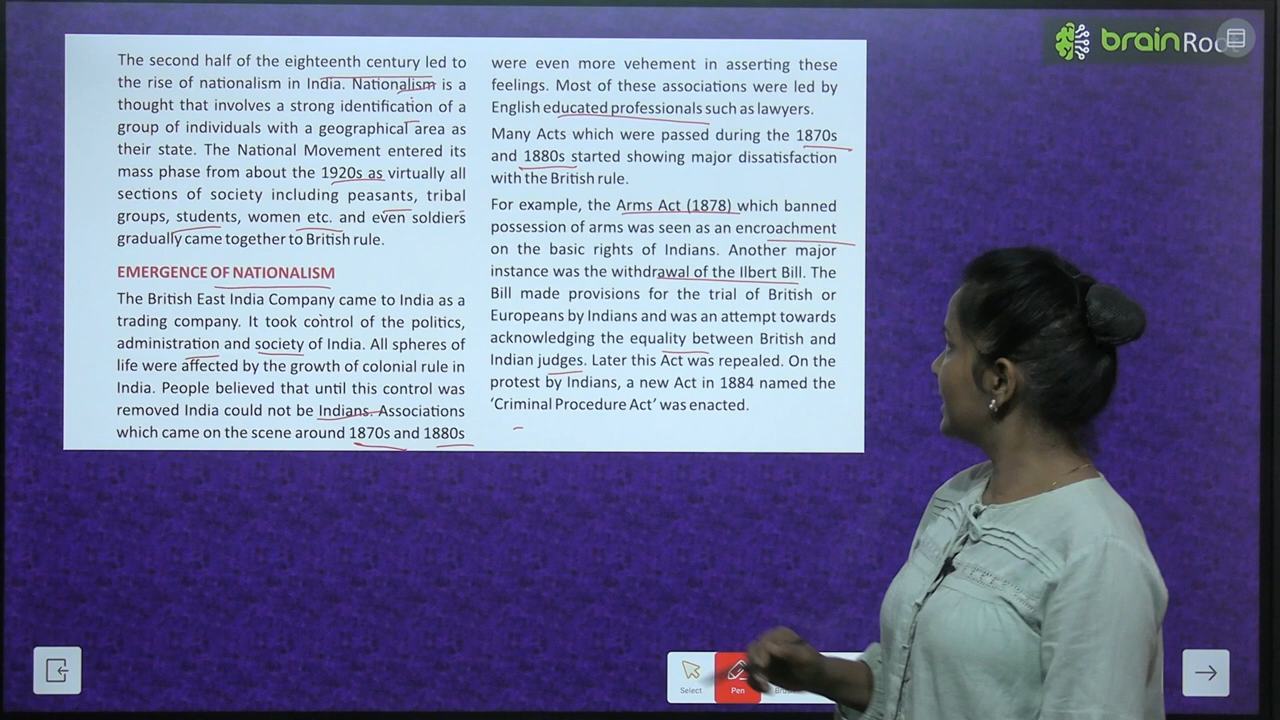 The second half of the eighteenth century led to
the rise of nationalism in India. Nationalism is a
thought that involves a strong identification of a
group of individuals with a geographical area as
their state. The National Movement entered its
mass phase from about the 1920s as virtually all
sections of society including peasants, tribal
groups, students, women etc. and even soldiers
gradually came together to British rule.
EMERGENCE OF NATIONALISM
The British East India Company came to India as a
trading company. It took control of the politics,
administration and society of India. All spheres of
life were affected by the growth of colonial rule in
India. People believed that until this control was
removed India could not be Indians. Associations
which came on the scene around 1870s and 1880s
were even more vehement in asserting these
feelings. Most of these associations were led by
English educated professionals such as lawyers.
Many Acts which were passed during the 1870s
and 1880s started showing major dissatisfaction
with the British rule.
For example, the Arms Act (1878) which banned
possession of arms was seen as an encroachment
on the basic rights of Indians. Another major
instance was the withdrawal of the Ilbert Bill. The
Bill made provisions for the trial of British or
Europeans by Indians and was an attempt towards
acknowledging the equality between British and
Indian judges. Later this Act was repealed. On the
protest by Indians, a new Act in 1884 named the
‘Criminal Procedure Act’ was enacted.
brain
Select
Pen